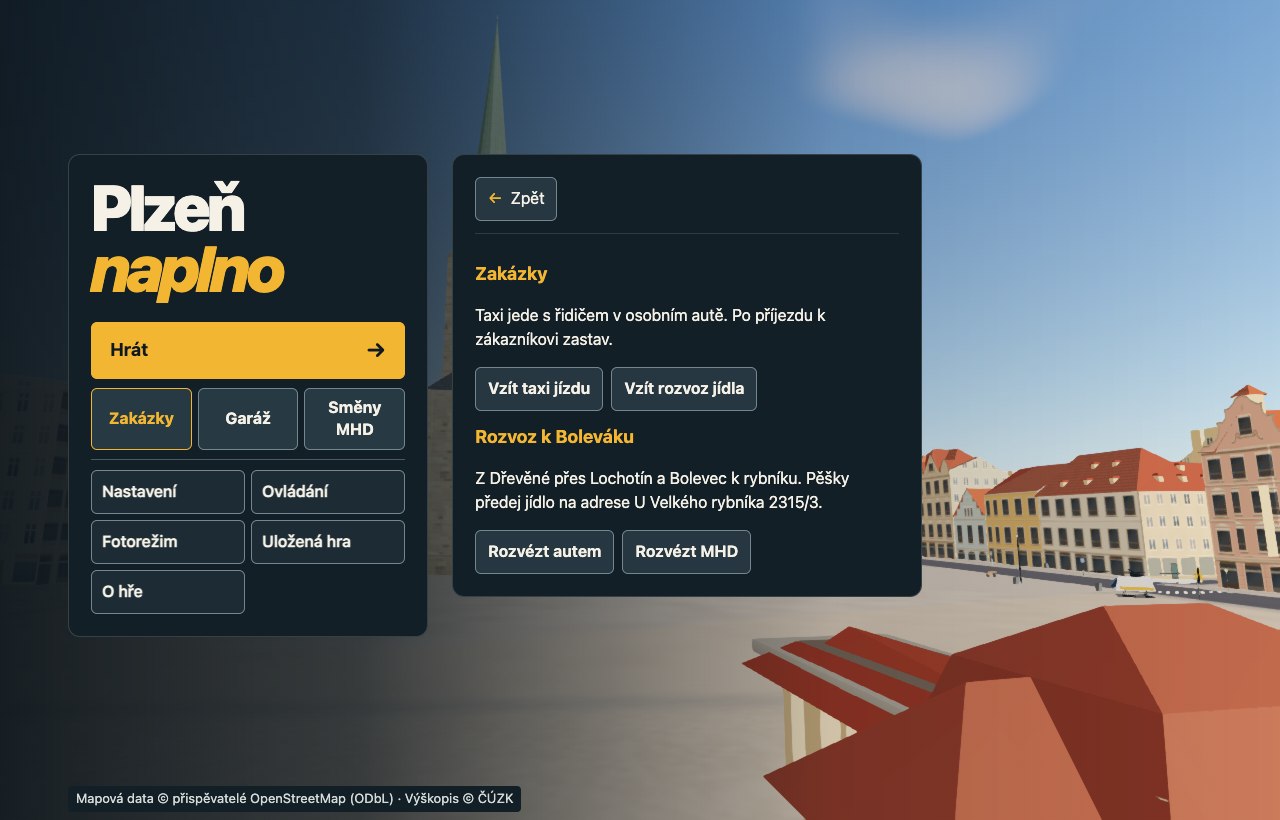 Plzeň
naplno
Hrát
Zakázky
Garáž
Směny
MHD
Nastavení
Ovládání
Fotorežim
Uložená hra
O hře
Zpět
Zakázky
Taxi jede s řidičem v osobním autě. Po příjezdu k
zákazníkovi zastav.
Vzít taxi jízdu
Vzít rozvoz jídla
Rozvoz k Boleváku
Z Dřevěné přes Lochotín a Bolevec k rybníku. Pěšky
předej jídlo na adrese U Velkého rybníka 2315/3.
Rozvézt autem
Rozvézt MHD
Mapová data © přispěvatelé OpenStreetMap (ODbL) · Výškopis © ČÚZK